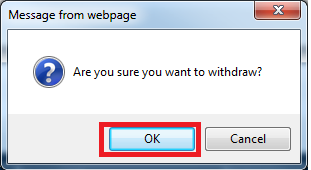 Message from webpage
Are you sure you want to withdraw?
OK
Cancel